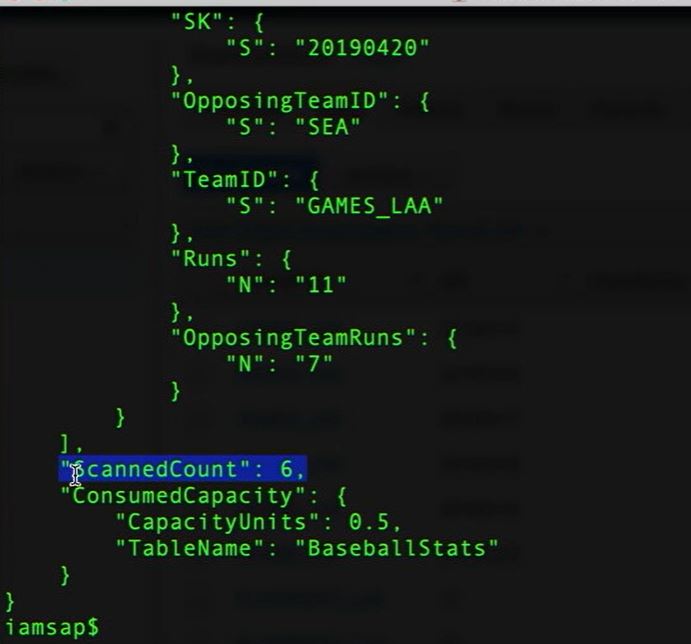 "SK": {
"S": "20190420"
},
"OpposingTeamID": {
"S": "SEA"
},
"TeamID": {
"S": "GAMES_LAA"
},
"Runs": {
"N": "11"
},
"OpposingTeamRuns": {
"N": "7"
}
}
],
"ScannedCount": 6,
"ConsumedCapacity": {
"CapacityUnits": 0.5,
"TableName": "BaseballStats"
}
}
iamsap$